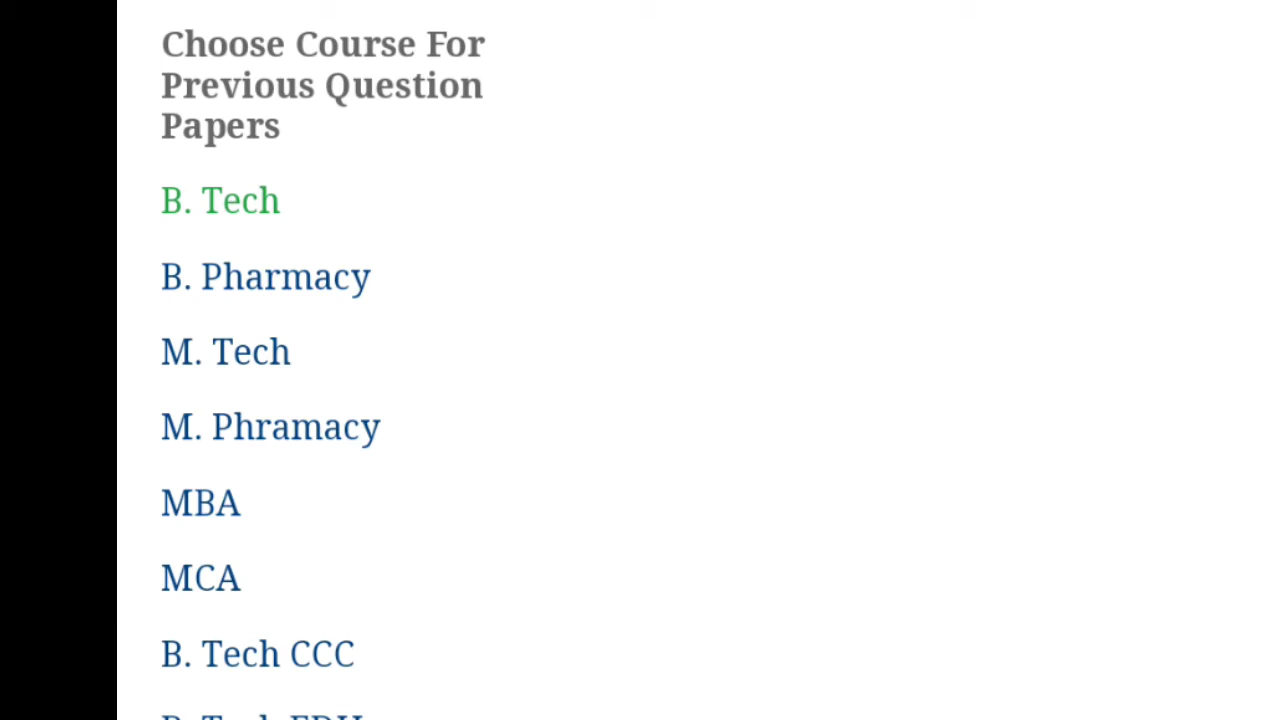 Choose Course For
Previous Question
Papers
B. Tech
B. Pharmacy
M. Tech
M. Phramacy
MBA
MCA
B. Tech CCC